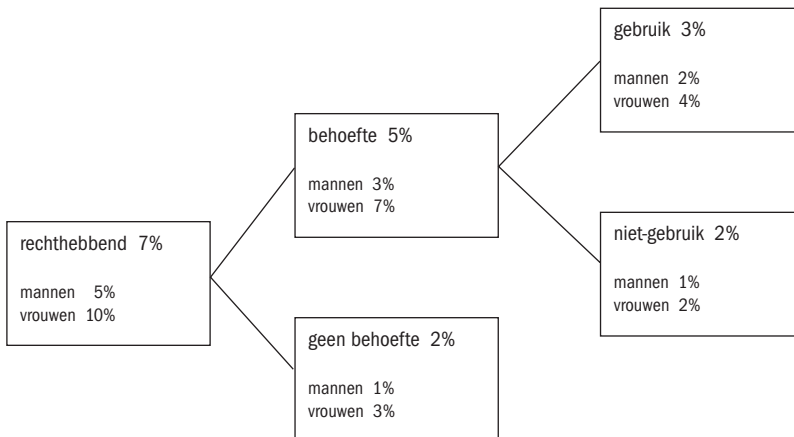 rechthebbend 7%
mannen 5%
vrouwen 10%
behoefte 5%
mannen 3%
vrouwen 7%
geen behoefte 2%
mannen 1%
vrouwen 3%
gebruik 3%
mannen 2%
vrouwen 4%
niet-gebruik 2%
mannen 1%
vrouwen 2%